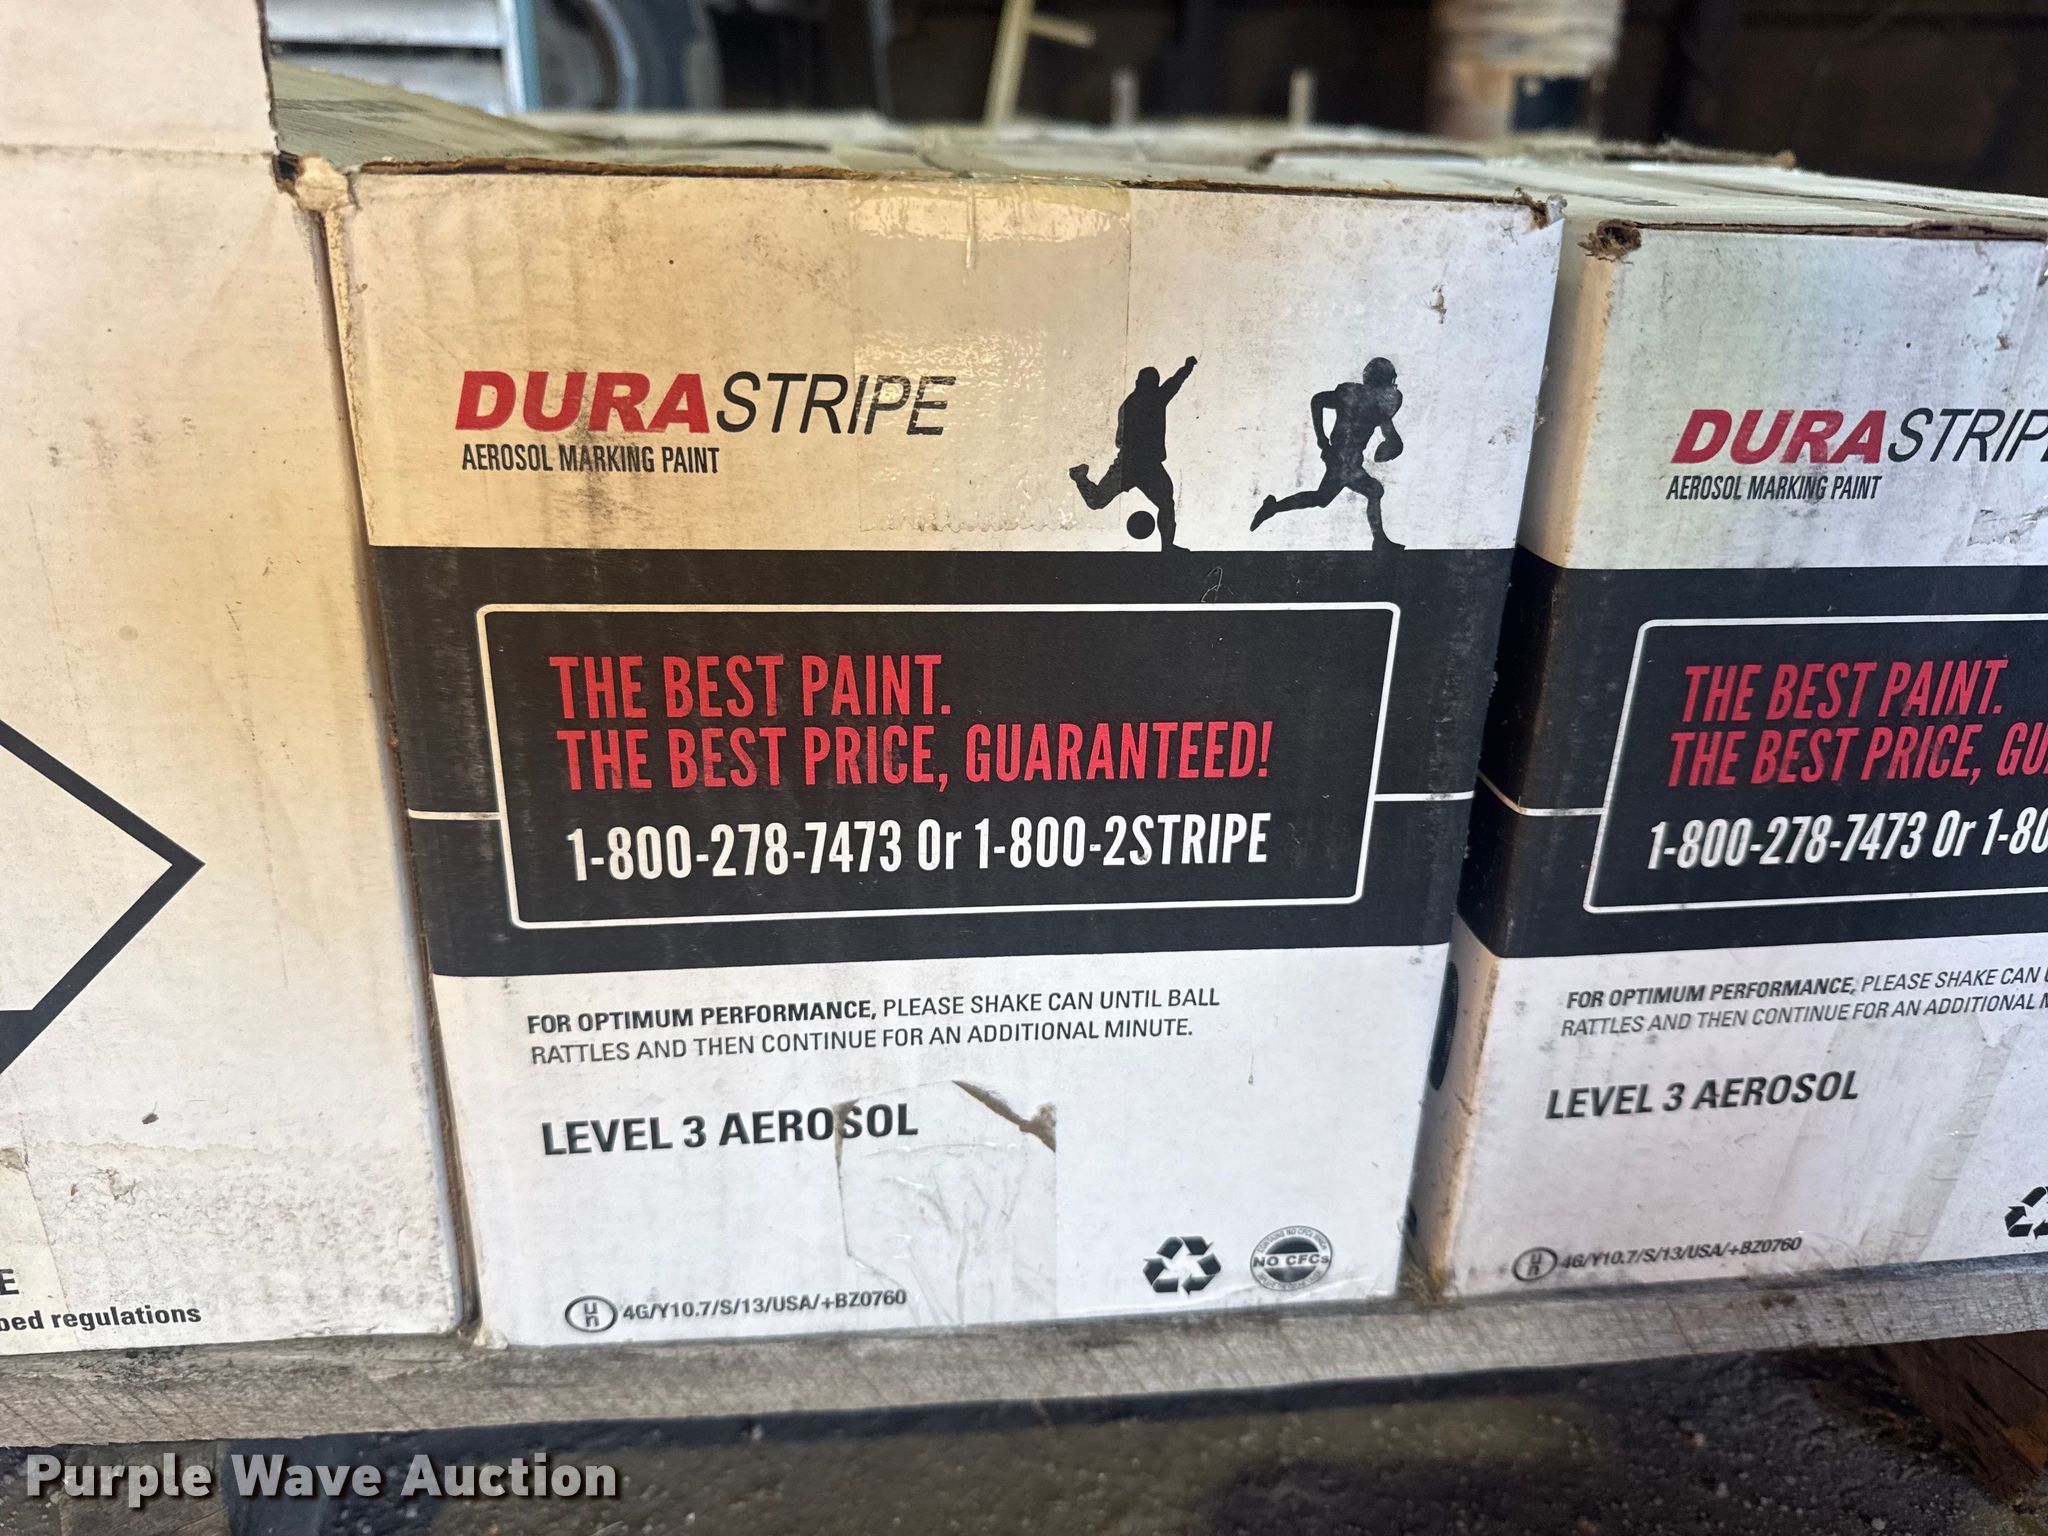 DURASTRIPE
AEROSOL MARKING PAINT
THE BEST PAINT.
THE BEST PRICE, GUARANTEED!
1-800-278-7473 Or 1-800-2STRIPE
FOR OPTIMUM PERFORMANCE, PLEASE SHAKE CAN UNTIL BALL
RATTLES AND THEN CONTINUE FOR AN ADDITIONAL MINUTE.
LEVEL 3 AEROSOL
un 4G/Y10.7/S/13/USA/+BZ0760
NO CFCs
DURASTRIP
AEROSOL MARKING PAINT
THE BEST PAINT.
THE BEST PRICE, GU
1-800-278-7473 Or 1-80
FOR OPTIMUM PERFORMANCE, PLEASE SHAKE CAN
RATTLES AND THEN CONTINUE FOR AN ADDITIONAL
LEVEL 3 AEROSOL
un 4G/Y10.7/S/13/USA/+BZ0760
E
bed regulations
Purple Wave Auction